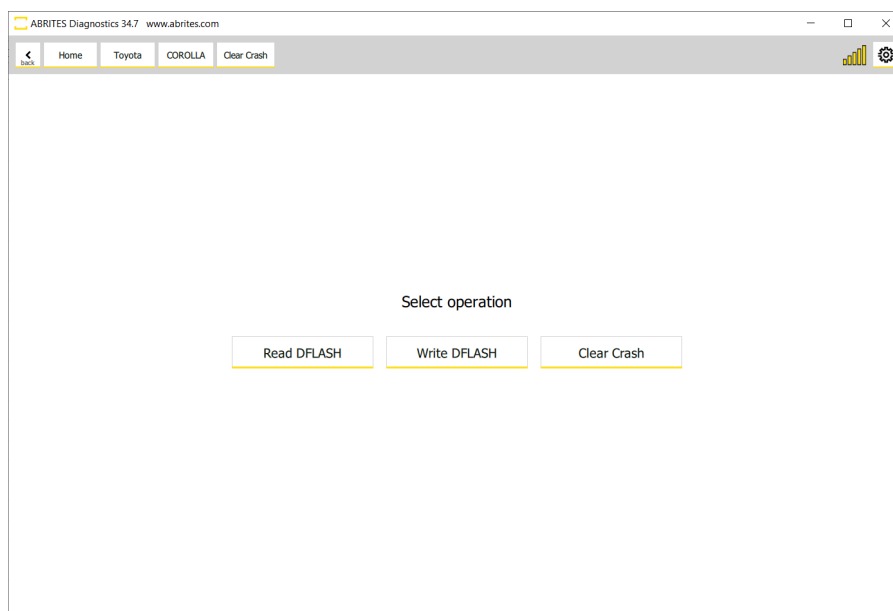 ABRITES Diagnostics 34.7 www.abrites.com
back Home Toyota COROLLA Clear Crash
Select operation
Read DFLASH Write DFLASH Clear Crash